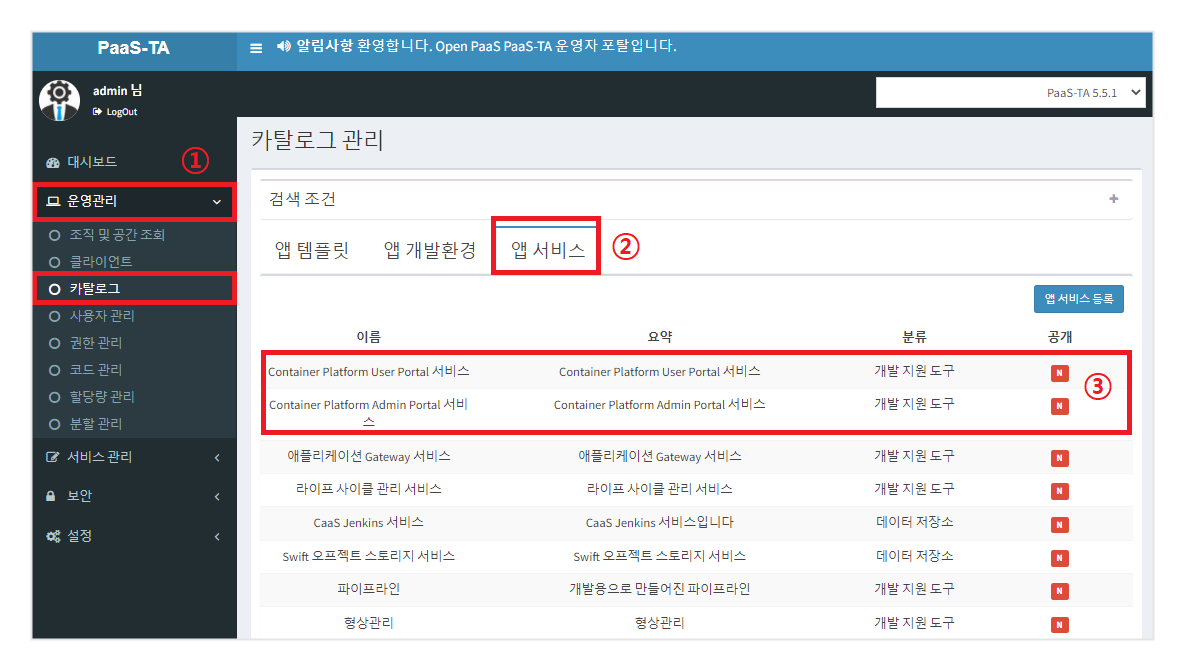 PaaS-TA
알림사항 환영합니다. Open PaaS PaaS-TA 운영자 포탈입니다.
admin 님
LogOut
PaaS-TA 5.5.1
카탈로그 관리
대시보드
①
운영관리
조직 및 공간 조회
클라이언트
카탈로그
사용자 관리
권한 관리
코드 관리
할당량 관리
분할 관리
서비스 관리
보안
설정
검색 조건
앱 템플릿 앱 개발환경 앱 서비스 ②
앱 서비스 등록
이름 요약 분류 공개
Container Platform User Portal 서비스 Container Platform User Portal 서비스 개발 지원 도구 N
③
Container Platform Admin Portal 서비
스 Container Platform Admin Portal 서비스 개발 지원 도구 N
애플리케이션 Gateway 서비스 애플리케이션 Gateway 서비스 개발 지원 도구 N
라이프 사이클 관리 서비스 라이프 사이클 관리 서비스 개발 지원 도구 N
CaaS Jenkins 서비스 CaaS Jenkins 서비스입니다 데이터 저장소 N
Swift 오프젝트 스토리지 서비스 Swift 오프젝트 스토리지 서비스 데이터 저장소 N
파이프라인 개발용으로 만들어진 파이프라인 개발 지원 도구 N
형상관리 형상관리 개발 지원 도구 N